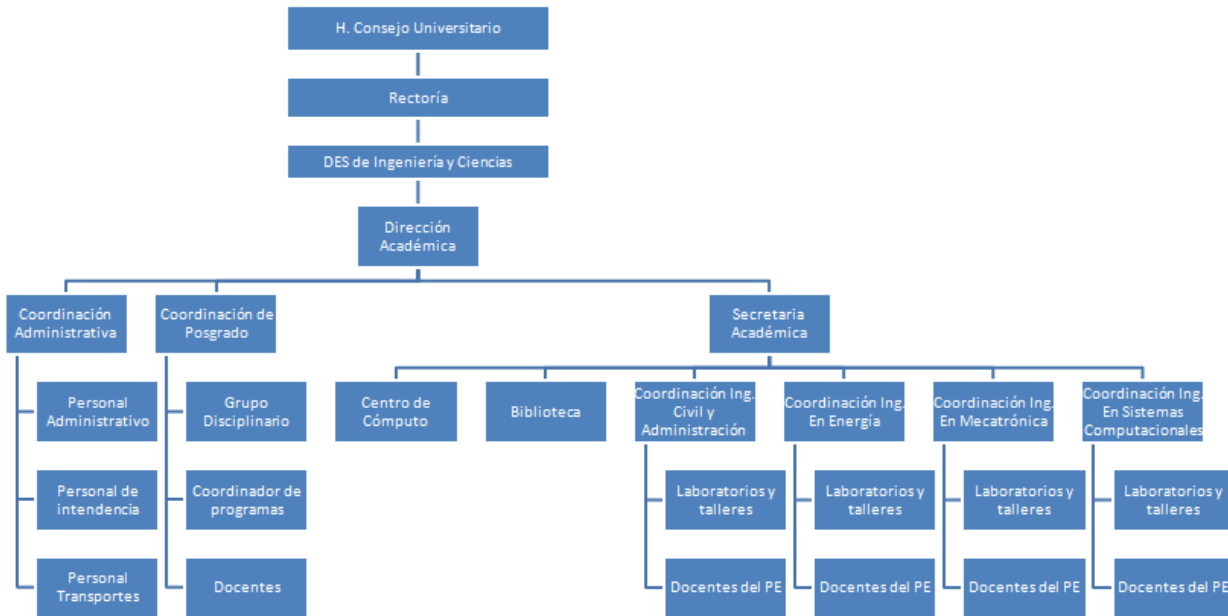 H. Consejo Universitario
Rectoría
DES de Ingeniería y Ciencias
Dirección
Académica
Coordinación
Administrativa
Coordinación de
Posgrado
Secretaria
Académica
Personal
Administrativo
Grupo
Disciplinario
Centro de
Cómputo
Biblioteca
Coordinación Ing.
Civil y
Administración
Coordinación Ing.
En Energía
Coordinación Ing.
En Mecatrónica
Coordinación Ing.
En Sistemas
Computacionales
Personal de
intendencia
Coordinador de
programas
Laboratorios y
talleres
Laboratorios y
talleres
Laboratorios y
talleres
Laboratorios y
talleres
Personal
Transportes
Docentes
Docentes del PE
Docentes del PE
Docentes del PE
Docentes del PE